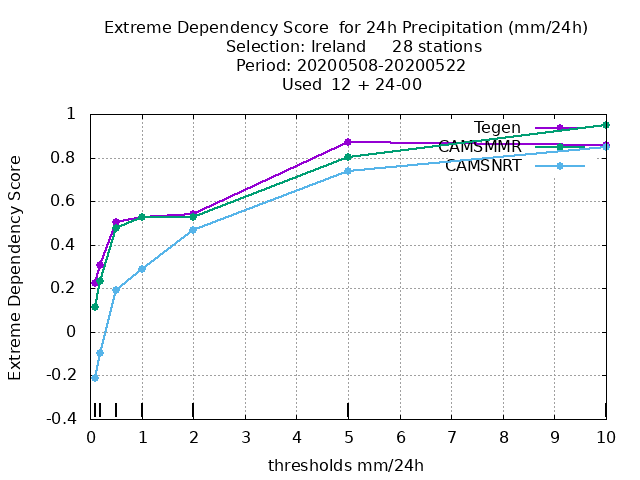 Extreme Dependency Score  for 24h Precipitation (mm/24h)
Selection: Ireland     28 stations
Period: 20200508-20200522
Used  12 + 24-00
Tegen
CAMSMMR
CAMSNRT
Extreme Dependency Score
1
0.8
0.6
0.4
0.2
0
-0.2
-0.4
0 1 2 3 4 5 6 7 8 9 10
thresholds mm/24h